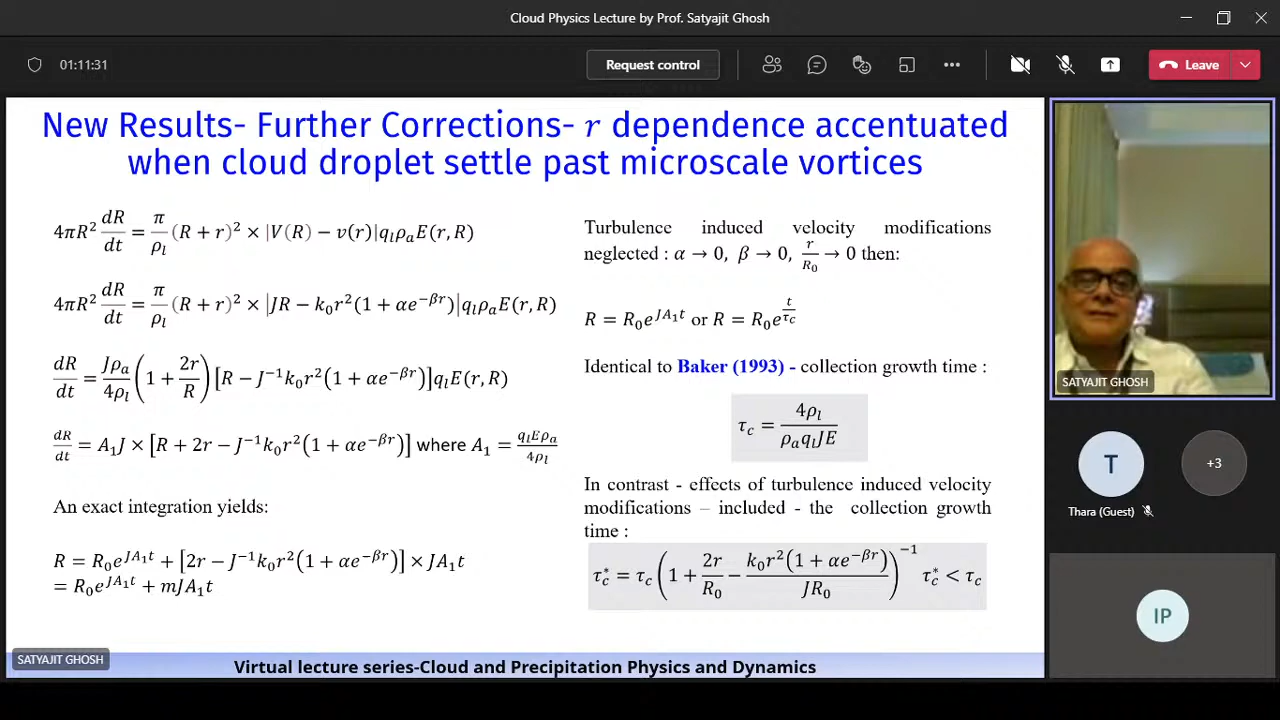 Cloud Physics Lecture by Prof. Satyajit Ghosh
01:11:31
Request control
Leave
New Results- Further Corrections- r dependence accentuated
when cloud droplet settle past microscale vortices
4πR² dR/dt = π/ρₗ (R + r)² × |V(R) − v(r)|qₗρₐE(r, R)
4πR² dR/dt = π/ρₗ (R + r)² × |JR − k₀r²(1 + αe^{−βr})|qₗρₐE(r, R)
dR/dt = Jρₐ/4ρₗ (1 + 2r/R) [R − J⁻¹k₀r²(1 + αe^{−βr})]qₗE(r, R)
dR/dt = A₁J × [R + 2r − J⁻¹k₀r²(1 + αe^{−βr})] where A₁ = qₗEρₐ/4ρₗ
An exact integration yields:
R = R₀e^{JA₁t} + [2r − J⁻¹k₀r²(1 + αe^{−βr})] × JA₁t
= R₀e^{JA₁t} + mJA₁t
Turbulence induced velocity modifications
neglected : α → 0, β → 0, r/R₀ → 0 then:
R = R₀e^{JA₁t} or R = R₀e^{t/τ_c}
Identical to Baker (1993) - collection growth time :
τ_c = 4ρₗ/ρₐqₗJE
In contrast - effects of turbulence induced velocity
modifications – included - the collection growth
time :
τ_c* = τ_c (1 + 2r/R₀ − k₀r²(1 + αe^{−βr})/JR₀)⁻¹ τ_c* < τ_c
SATYAJIT GHOSH
Virtual lecture series-Cloud and Precipitation Physics and Dynamics
SATYAJIT GHOSH
T
+3
Thara (Guest)
IP